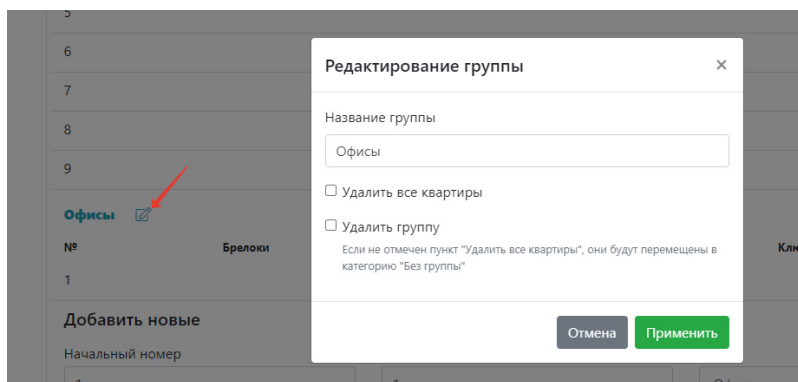 5
6
7
8
9
Офисы
№ Брелоки
1
Добавить новые
Начальный номер
1 1
Редактирование группы ×
Название группы
Офисы
Удалить все квартиры
Удалить группу
Если не отмечен пункт "Удалить все квартиры", они будут перемещены в
категорию "Без группы"
Отмена Применить